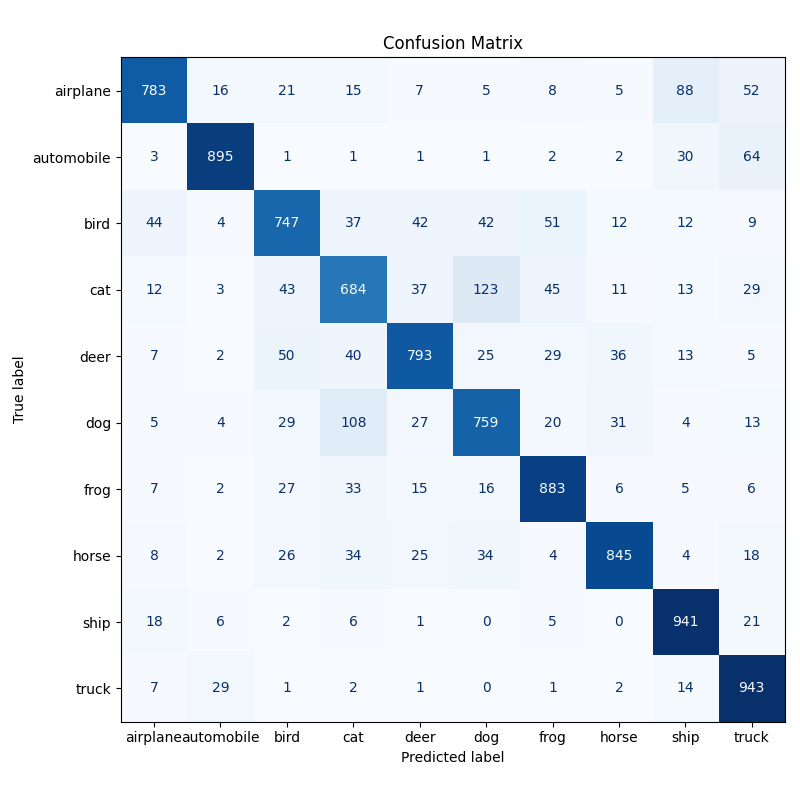 Confusion Matrix
airplane 783 16 21 15 7 5 8 5 88 52
automobile 3 895 1 1 1 1 2 2 30 64
bird 44 4 747 37 42 42 51 12 12 9
cat 12 3 43 684 37 123 45 11 13 29
deer 7 2 50 40 793 25 29 36 13 5
dog 5 4 29 108 27 759 20 31 4 13
frog 7 2 27 33 15 16 883 6 5 6
horse 8 2 26 34 25 34 4 845 4 18
ship 18 6 2 6 1 0 5 0 941 21
truck 7 29 1 2 1 0 1 2 14 943
airplane automobile bird cat deer dog frog horse ship truck
Predicted label
True label